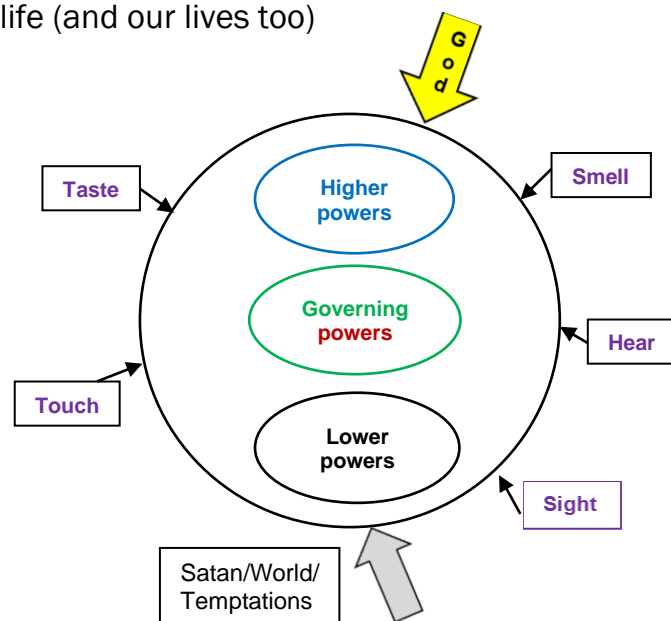 life (and our lives too)
God
Taste
Smell
Higher
powers
Governing
powers
Hear
Touch
Lower
powers
Sight
Satan/World/
Temptations